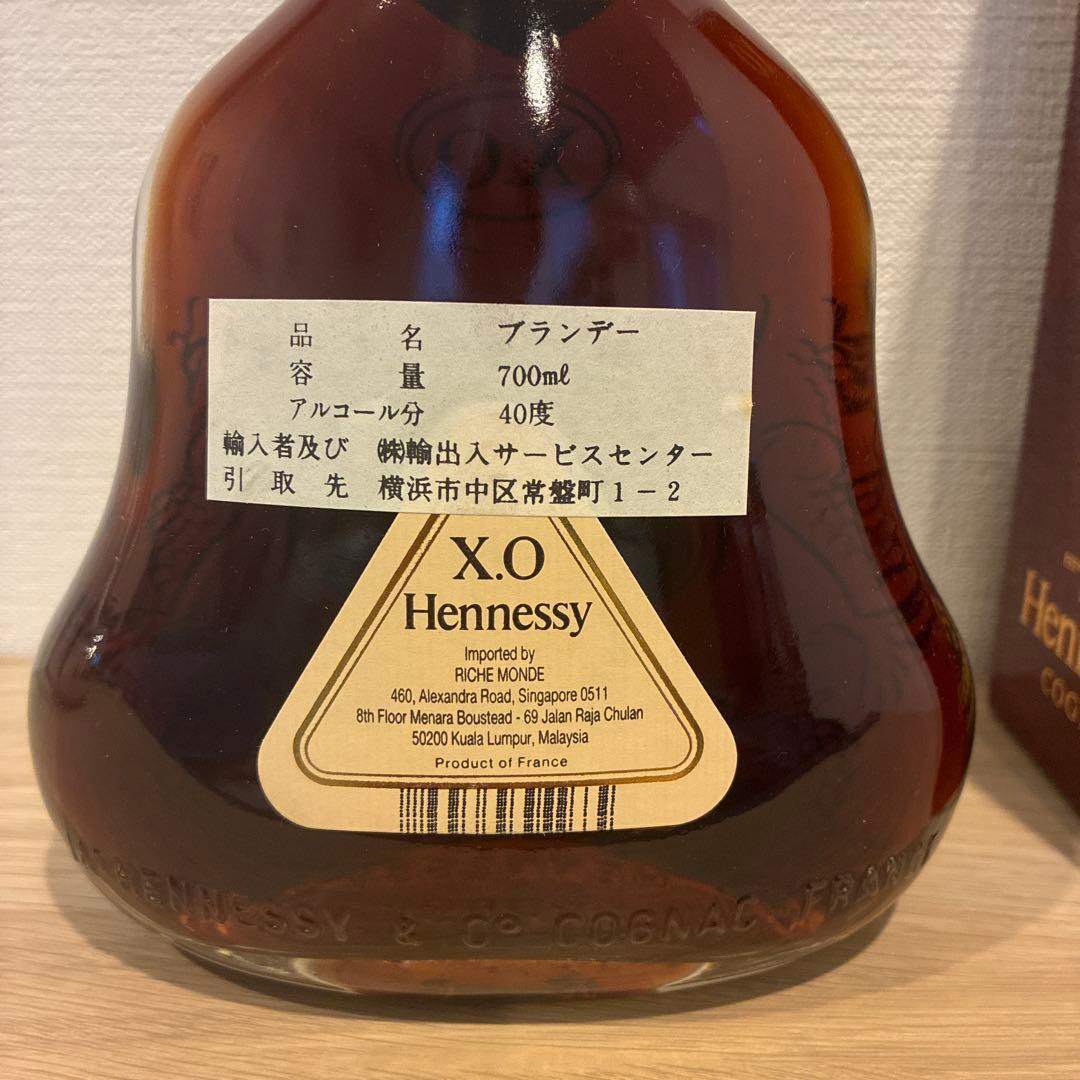 XO
品名 ブランデー
容量 700㎖
アルコール分 40度
輸入者及び ㈱輸出入サービスセンター
引取先 横浜市中区常盤町1-2
X.O
Hennessy
Imported by
RICHE MONDE
460, Alexandra Road, Singapore 0511
8th Floor Menara Boustead - 69 Jalan Raja Chulan
50200 Kuala Lumpur, Malaysia
Product of France
HENNESSY & Cº COGNAC FRANCE